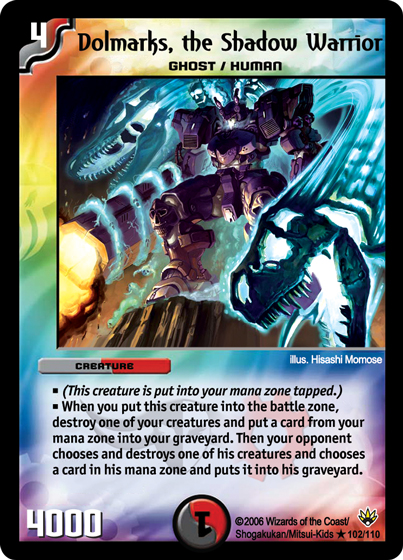 4 Dolmarks, the Shadow Warrior
GHOST / HUMAN
illus. Hisashi Momose
CREATURE
▪ (This creature is put into your mana zone tapped.)
▪ When you put this creature into the battle zone,
destroy one of your creatures and put a card from your
mana zone into your graveyard. Then your opponent
chooses and destroys one of his creatures and chooses
a card in his mana zone and puts it into his graveyard.
4000
1
©2006 Wizards of the Coast/
Shogakukan/Mitsui-Kids ★ 102/110